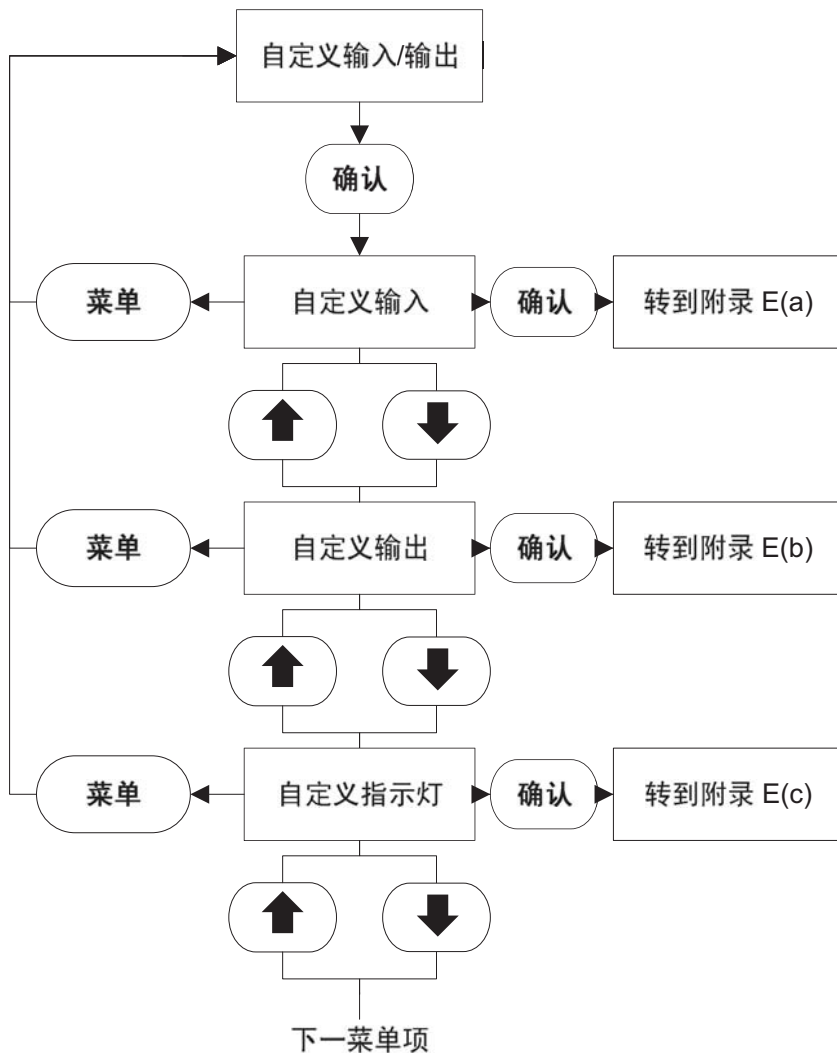 自定义输入/输出
确认
菜单
自定义输入
确认
转到附录 E(a)
菜单
自定义输出
确认
转到附录 E(b)
菜单
自定义指示灯
确认
转到附录 E(c)
下一菜单项